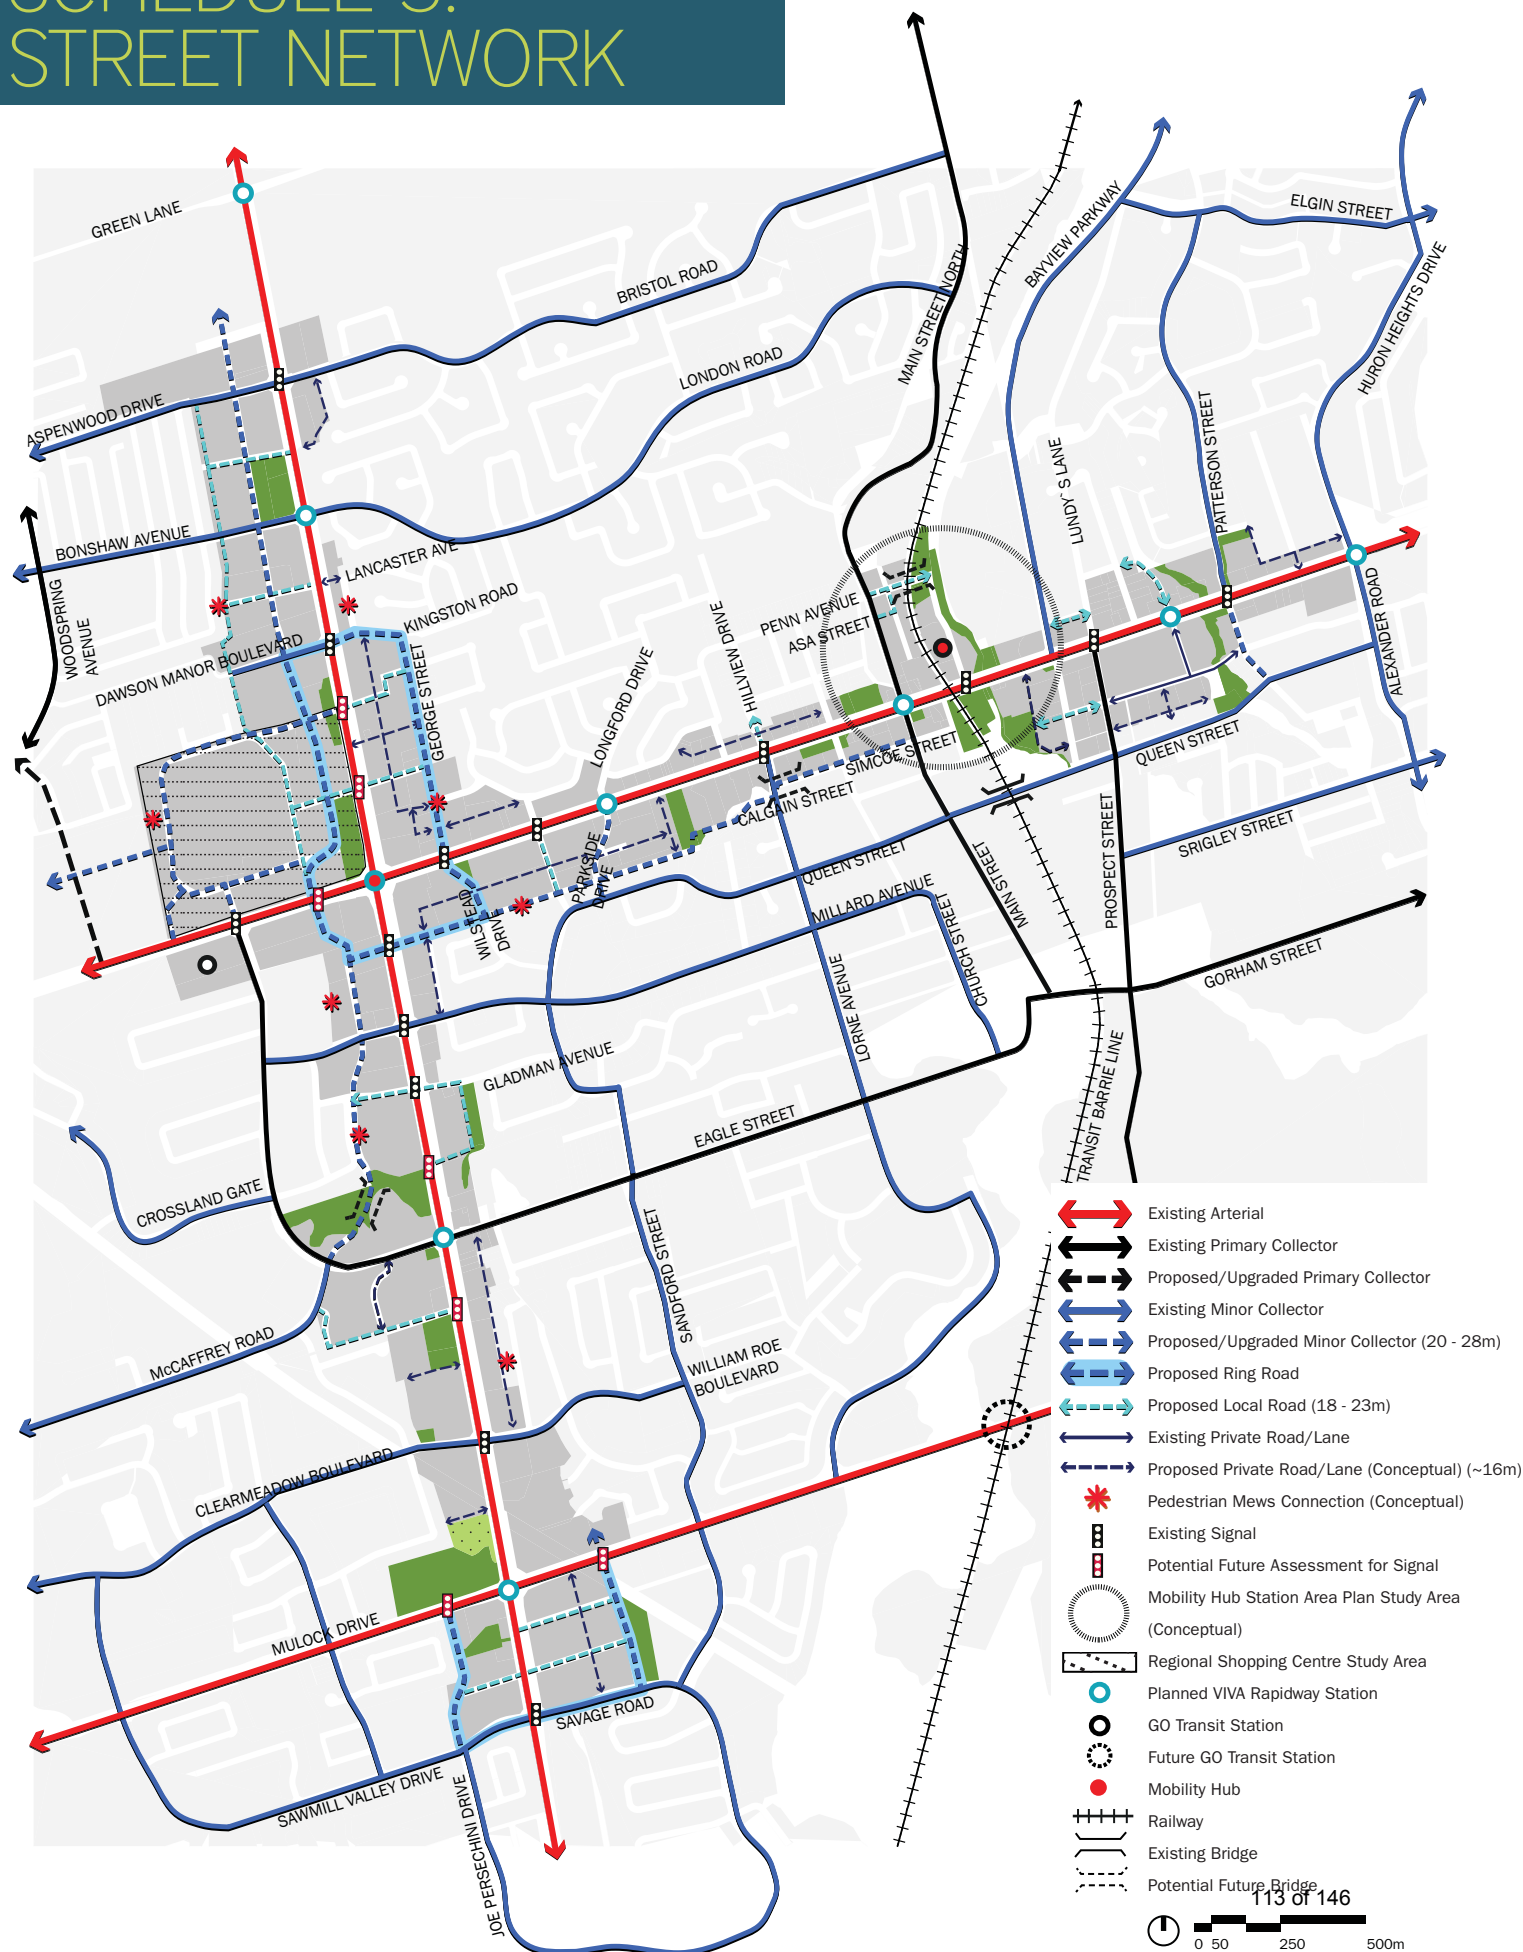 SCHEDULE 5:
STREET NETWORK
GREEN LANE
BRISTOL ROAD
LONDON ROAD
ASPENWOOD DRIVE
BONSHAW AVENUE
WOODSPRING
AVENUE
LANCASTER AVE
KINGSTON ROAD
DAWSON MANOR BOULEVARD
GEORGE STREET
LONGFORD DRIVE
HILLVIEW DRIVE
PENN AVENUE
ASA STREET
MAIN STREET NORTH
BAYVIEW PARKWAY
ELGIN STREET
HURON HEIGHTS DRIVE
LUNDY`S LANE
PATTERSON STREET
ALEXANDER ROAD
SIMCOE STREET
CALGAIN STREET
QUEEN STREET
QUEEN STREET
SRIGLEY STREET
PARKSIDE
DRIVE
WILSTEAD
DRIVE
MILLARD AVENUE
CHURCH STREET
MAIN STREET
PROSPECT STREET
GORHAM STREET
LORNE AVENUE
GLADMAN AVENUE
EAGLE STREET
TRANSIT BARRIE LINE
CROSSLAND GATE
McCAFFREY ROAD
SANDFORD STREET
WILLIAM ROE
BOULEVARD
CLEARMEADOW BOULEVARD
MULOCK DRIVE
SAVAGE ROAD
SAWMILL VALLEY DRIVE
JOE PERSECHINI DRIVE
Existing Arterial
Existing Primary Collector
Proposed/Upgraded Primary Collector
Existing Minor Collector
Proposed/Upgraded Minor Collector (20 - 28m)
Proposed Ring Road
Proposed Local Road (18 - 23m)
Existing Private Road/Lane
Proposed Private Road/Lane (Conceptual) (~16m)
Pedestrian Mews Connection (Conceptual)
Existing Signal
Potential Future Assessment for Signal
Mobility Hub Station Area Plan Study Area
(Conceptual)
Regional Shopping Centre Study Area
Planned VIVA Rapidway Station
GO Transit Station
Future GO Transit Station
Mobility Hub
Railway
Existing Bridge
Potential Future Bridge
113 of 146
0 50 250 500m